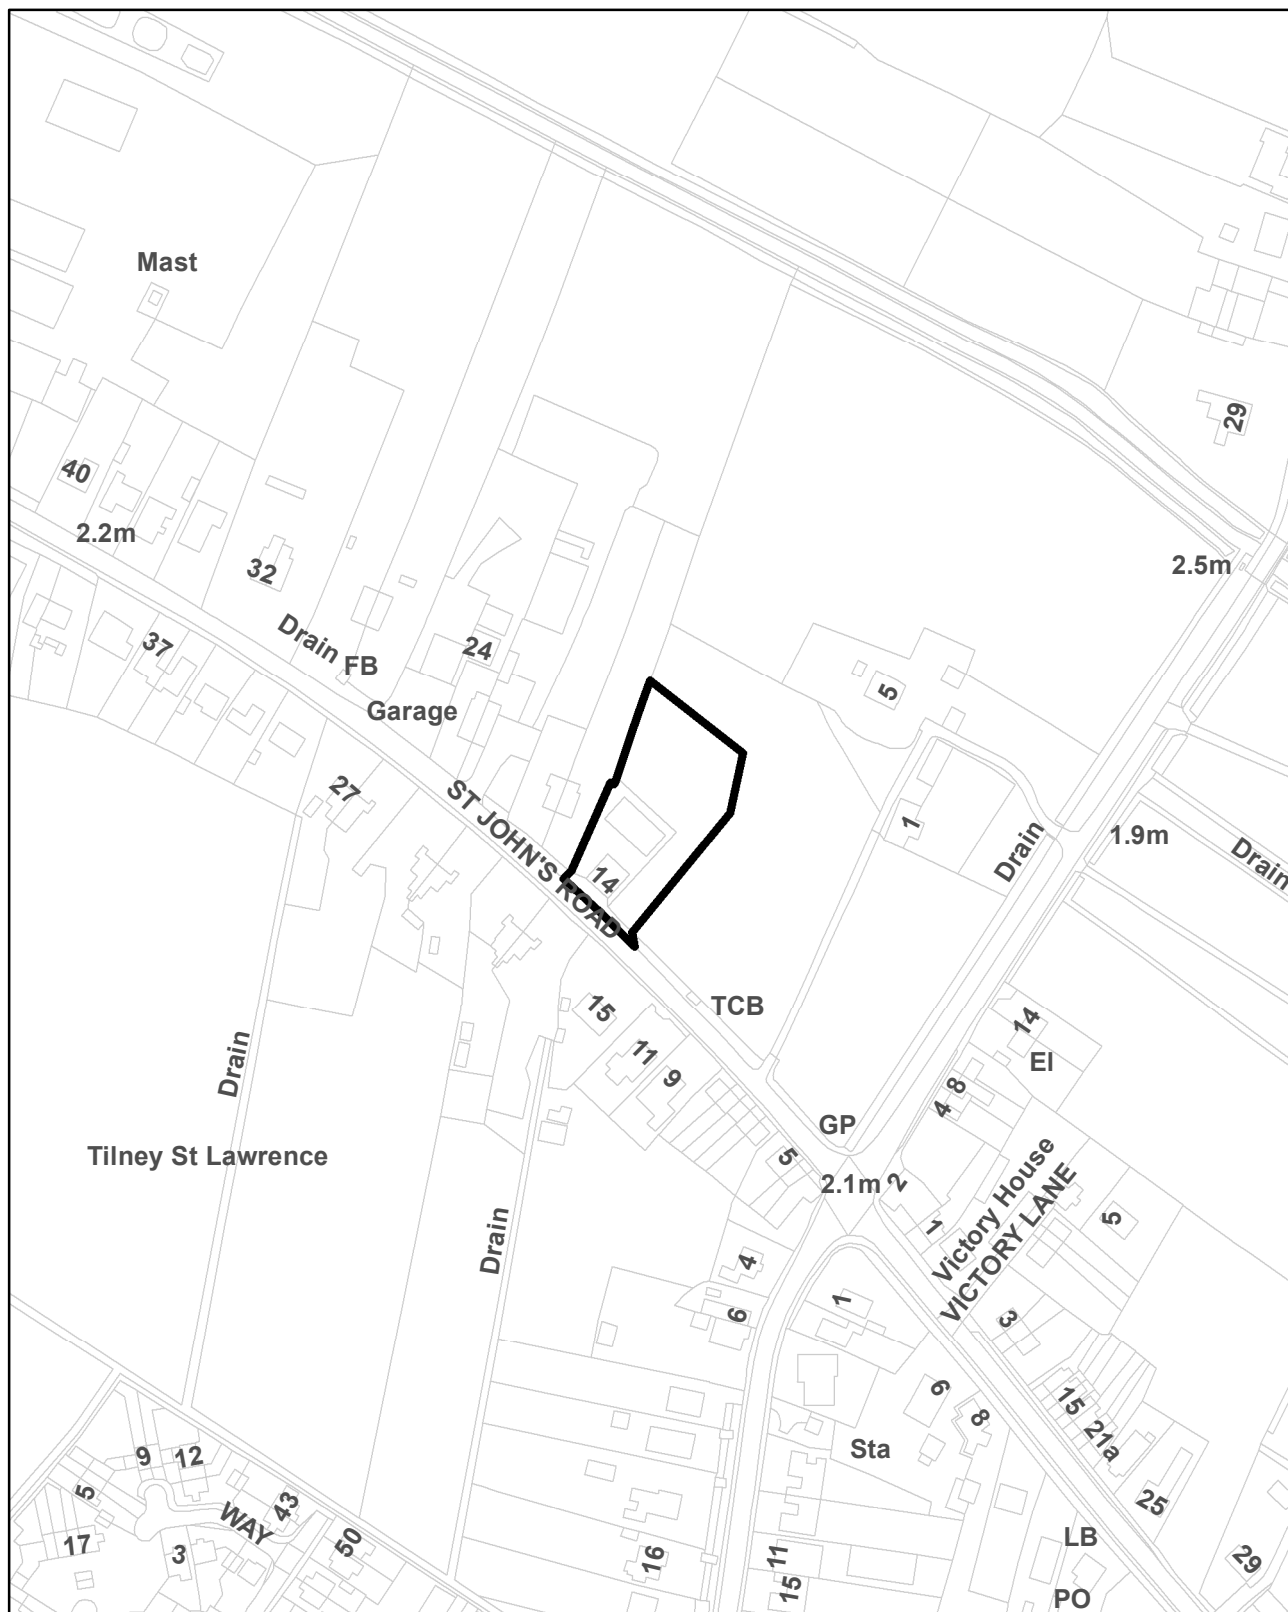 Mast
29
40
2.2m
2.5m
32
Drain
37
FB
24
5
Garage
27
ST JOHN'S ROAD
1
1.9m
Drain
Drain
14
TCB
15
14
11
9
El
8
4
Drain
GP
Tilney St Lawrence
5
2.1m
2
Victory House
VICTORY LANE
1
5
Drain
4
6
1
3
6
8
15
21a
Sta
9
12
5
43
WAY
50
25
17
3
16
11
15
LB
29
PO